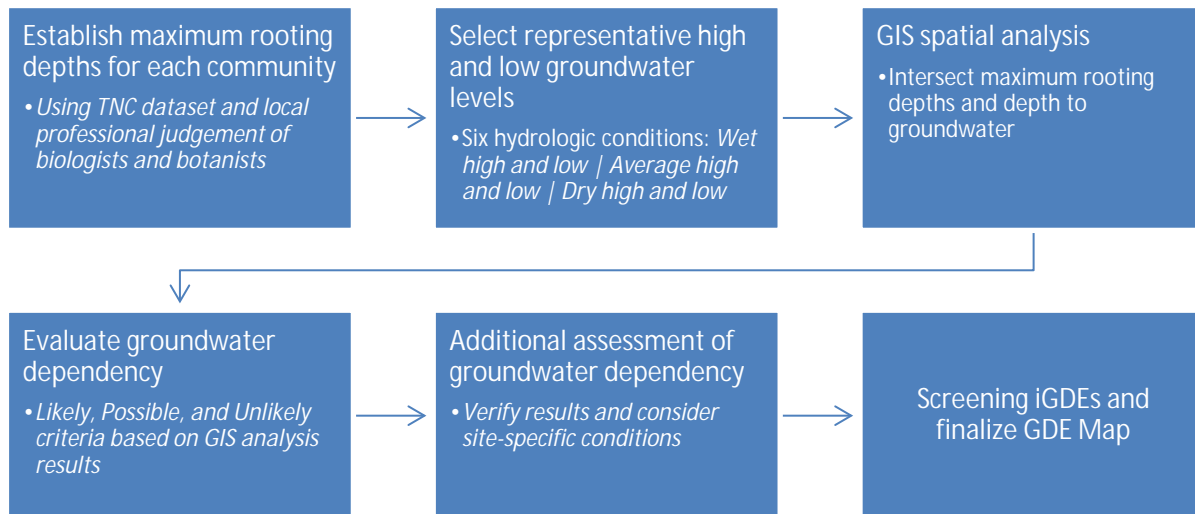 Establish maximum rooting
depths for each community
•Using TNC dataset and local
professional judgement of
biologists and botanists
Select representative high
and low groundwater
levels
•Six hydrologic conditions: Wet
high and low | Average high
and low | Dry high and low
GIS spatial analysis
•Intersect maximum rooting
depths and depth to
groundwater
Evaluate groundwater
dependency
•Likely, Possible, and Unlikely
criteria based on GIS analysis
results
Additional assessment of
groundwater dependency
•Verify results and consider
site-specific conditions
Screening iGDEs and
finalize GDE Map